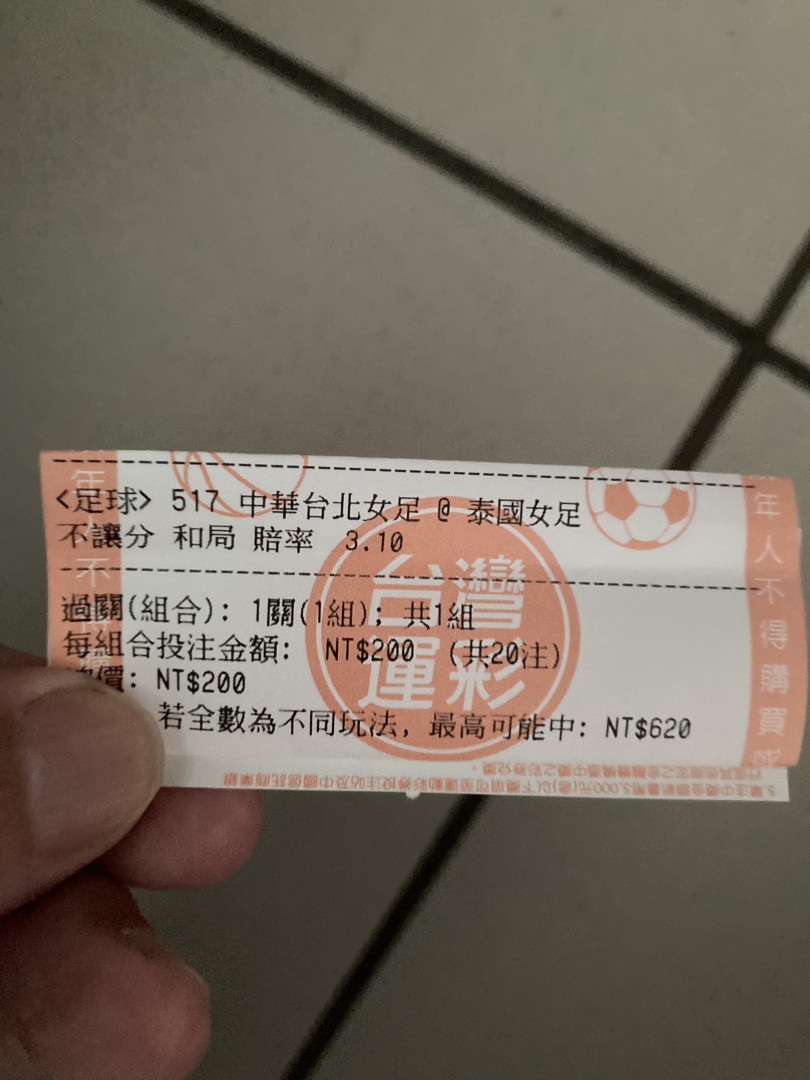 <足球> 517 中華台北女足 @ 泰國女足
不讓分 和局 賠率 3.10
過關(組合): 1關(1組); 共1組
每組合投注金額: NT$200 (共20注)
價: NT$200
若全數為不同玩法, 最高可能中: NT$620
台灣
運彩
年
不
年人不得購買